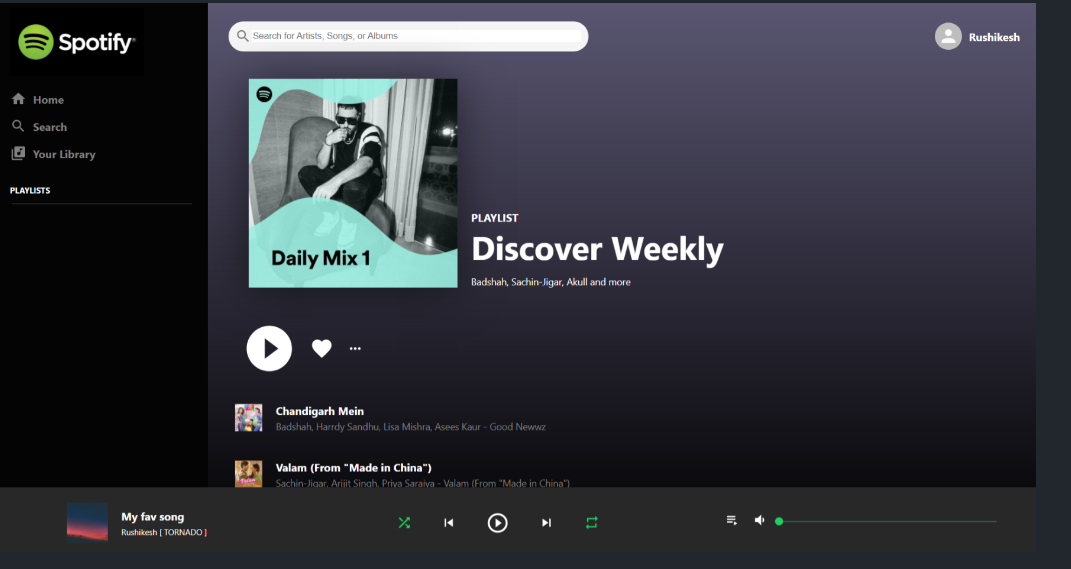 Spotify
Home
Search
Your Library
PLAYLISTS
Search for Artists, Songs, or Albums
Rushikesh
Daily Mix 1
PLAYLIST
Discover Weekly
Badshah, Sachin-Jigar, Akull and more
Chandigarh Mein
Badshah, Harrdy Sandhu, Lisa Mishra, Asees Kaur - Good Newwz
Valam (From "Made in China")
Sachin-Jigar, Arijit Singh, Priya Saraiya - Valam (From "Made in China")
My fav song
Rushikesh [ TORNADO ]